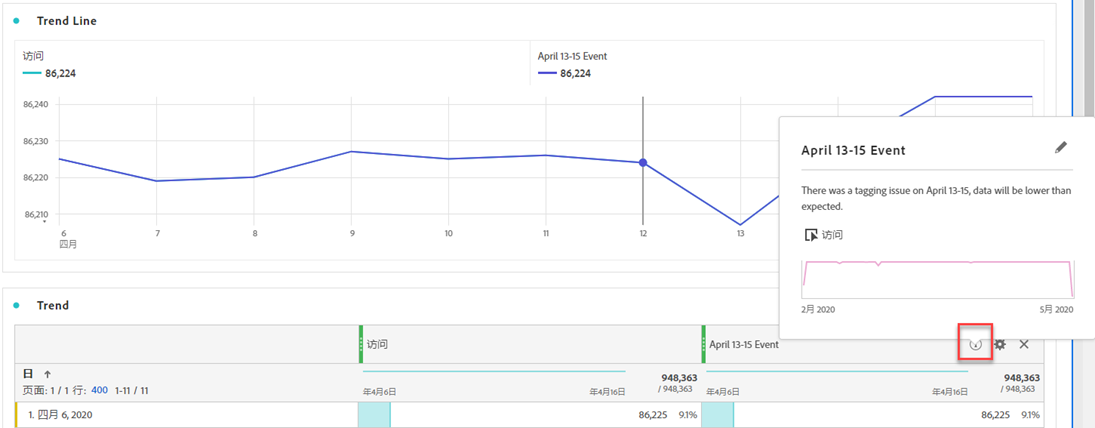 Trend Line
访问
86,224
April 13-15 Event
86,224
86,240
86,230
86,220
86,210
6
7
8
9
10
11
12
13
四月
April 13-15 Event
There was a tagging issue on April 13-15, data will be lower than
expected.
访问
2月 2020
5月 2020
Trend
访问
April 13-15 Event
日
页面: 1 / 1 行: 400 1-11 / 11
年4月6日
年4月16日
948,363
/ 948,363
年4月6日
年4月16日
948,363
/ 948,363
1. 四月 6, 2020
86,225 9.1%
86,225 9.1%